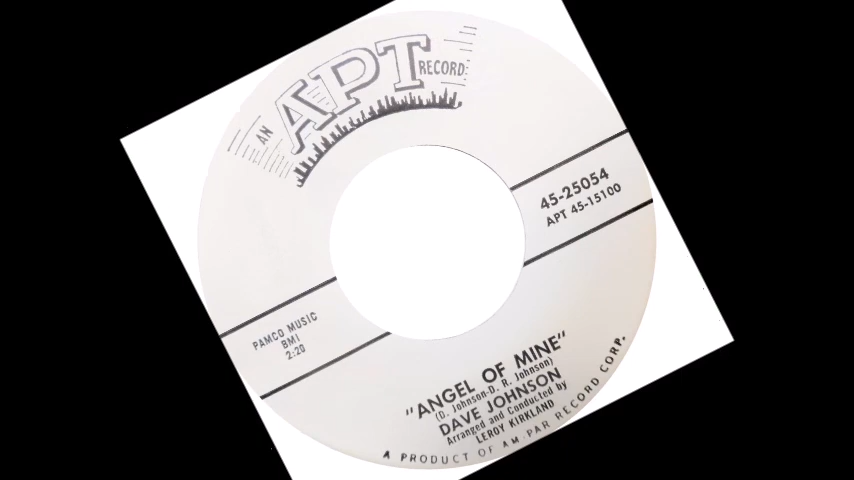 AN APT RECORD
45-25054
APT 45-15100
PAMCO MUSIC
BMI
2:20
"ANGEL OF MINE"
(D. Johnson-D. R. Johnson)
DAVE JOHNSON
Arranged and Conducted by
LEROY KIRKLAND
A PRODUCT OF AM-PAR RECORD CORP.